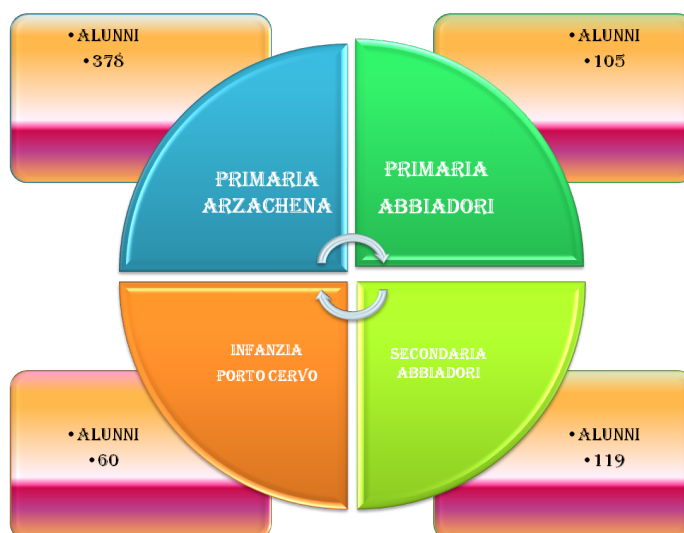 • ALUNNI
• 378
• ALUNNI
• 105
PRIMARIA
ARZACHENA
PRIMARIA
ABBIADORI
INFANZIA
PORTO CERVO
SECONDARIA
ABBIADORI
• ALUNNI
• 60
• ALUNNI
• 119